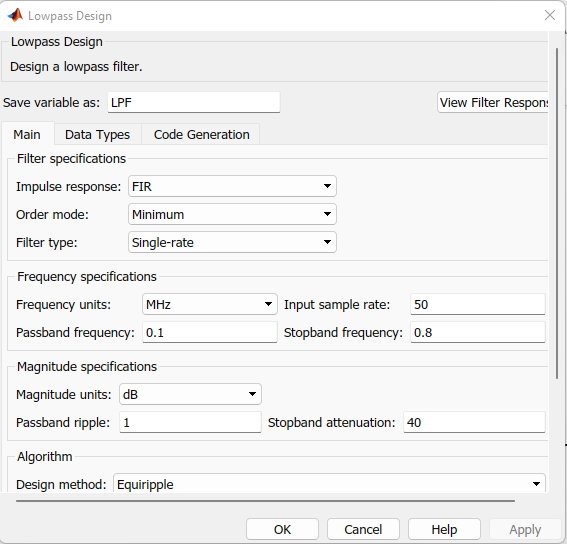 Lowpass Design
Lowpass Design
Design a lowpass filter.
Save variable as: LPF View Filter Respons
Main Data Types Code Generation
Filter specifications
Impulse response: FIR
Order mode: Minimum
Filter type: Single-rate
Frequency specifications
Frequency units: MHz Input sample rate: 50
Passband frequency: 0.1 Stopband frequency: 0.8
Magnitude specifications
Magnitude units: dB
Passband ripple: 1 Stopband attenuation: 40
Algorithm
Design method: Equiripple
OK Cancel Help Apply